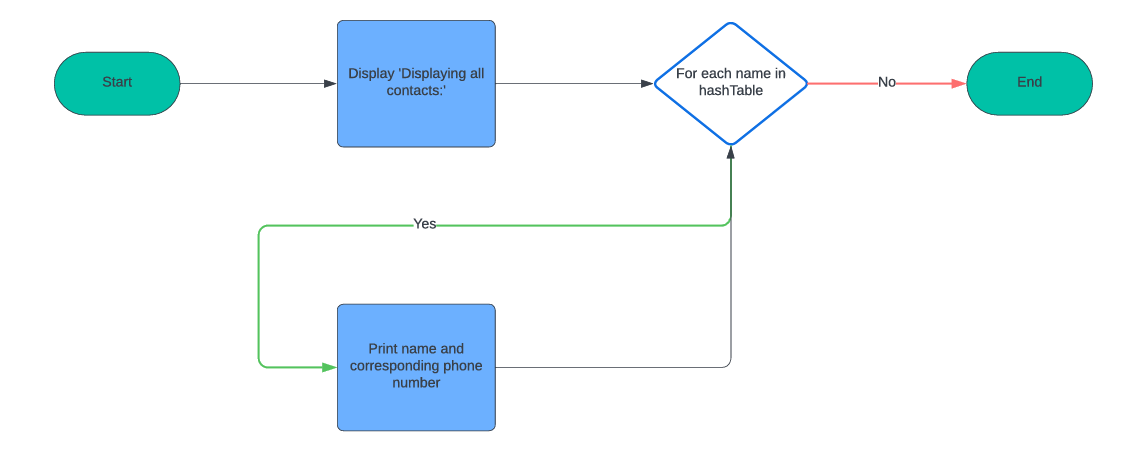 Start
Display 'Displaying all
contacts:'
For each name in
hashTable
No
End
Yes
Print name and
corresponding phone
number